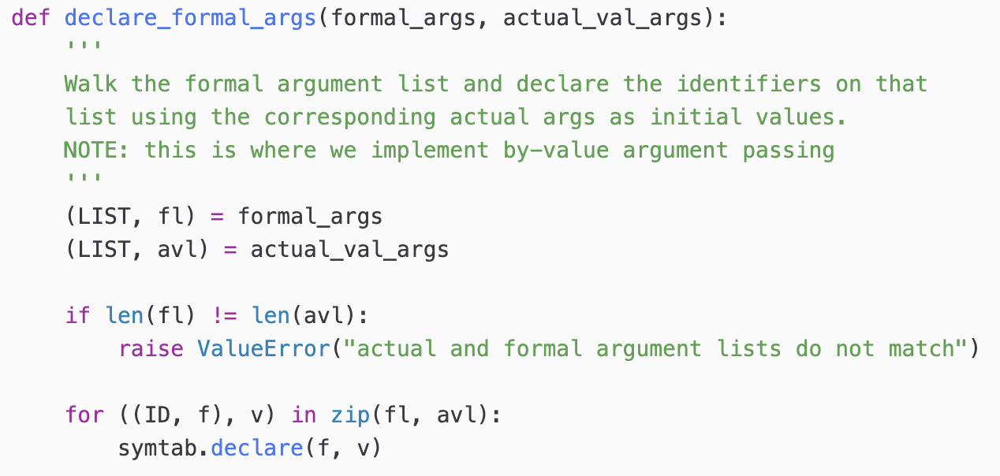 def declare_formal_args(formal_args, actual_val_args):
    '''
    Walk the formal argument list and declare the identifiers on that
    list using the corresponding actual args as initial values.
    NOTE: this is where we implement by-value argument passing
    '''
    (LIST, fl) = formal_args
    (LIST, avl) = actual_val_args

    if len(fl) != len(avl):
        raise ValueError("actual and formal argument lists do not match")

    for ((ID, f), v) in zip(fl, avl):
        symtab.declare(f, v)